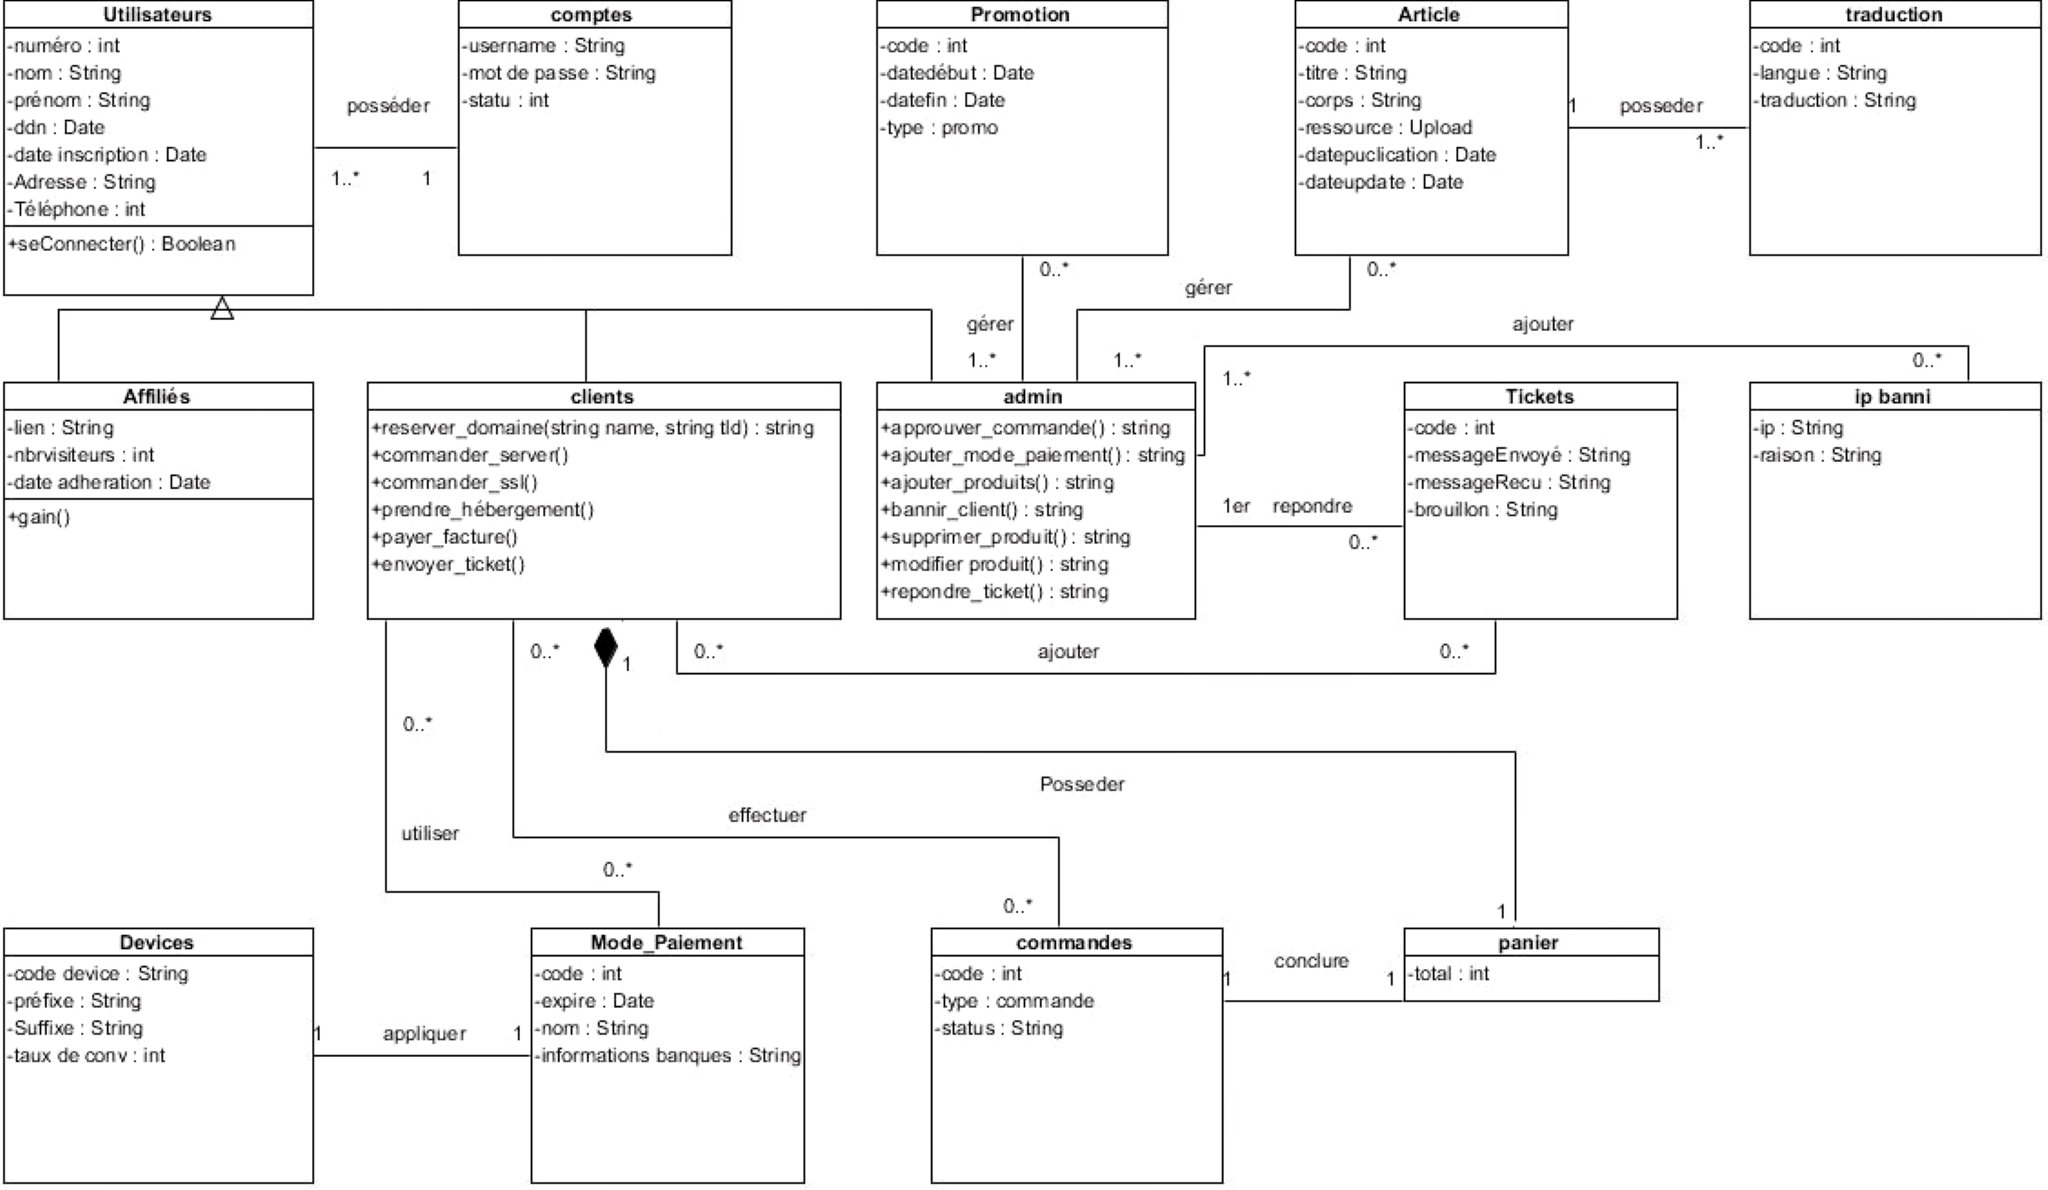 Utilisateurs
-numéro : int
-nom : String
-prénom : String
-ddn : Date
-date inscription : Date
-Adresse : String
-Téléphone : int
+seConnecter() : Boolean
posséder
1..*
1
comptes
-username : String
-mot de passe : String
-statu : int
Promotion
-code : int
-datedébut : Date
-datefin : Date
-type : promo
Article
-code : int
-titre : String
-corps : String
-ressource : Upload
-datepuclication : Date
-dateupdate : Date
1
posseder
1..*
traduction
-code : int
-langue : String
-traduction : String
0..*
gérer
1..*
0..*
gérer
1..*
ajouter
1..*
0..*
Affiliés
-lien : String
-nbrvisiteurs : int
-date adheration : Date
+gain()
clients
+reserver_domaine(string name, string tld) : string
+commander_server()
+commander_ssl()
+prendre_hébergement()
+payer_facture()
+envoyer_ticket()
admin
+approuver_commande() : string
+ajouter_mode_paiement() : string
+ajouter_produits() : string
+bannir_client() : string
+supprimer_produit() : string
+modifier produit() : string
+repondre_ticket() : string
1er repondre
0..*
Tickets
-code : int
-messageEnvoyé : String
-messageRecu : String
-brouillon : String
ip banni
-ip : String
-raison : String
0..*
1
0..*
ajouter
0..*
0..*
Posseder
effectuer
utiliser
0..*
0..*
1
Devices
-code device : String
-préfixe : String
-Suffixe : String
-taux de conv : int
1
appliquer
1
Mode_Paiement
-code : int
-expire : Date
-nom : String
-informations banques : String
commandes
-code : int
-type : commande
-status : String
1
conclure
1
panier
-total : int